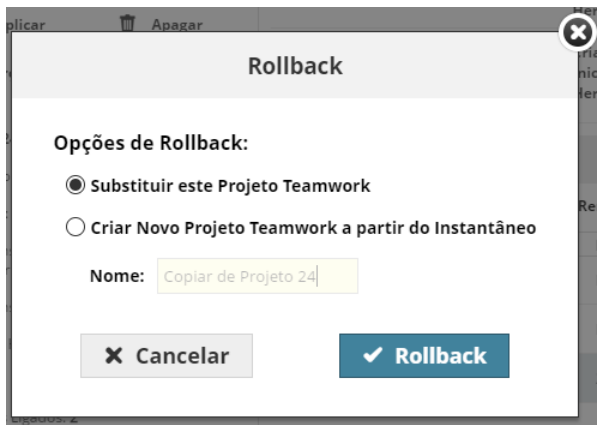 plicar
Apagar
Rollback
Opções de Rollback:
Substituir este Projeto Teamwork
Criar Novo Projeto Teamwork a partir do Instantâneo
Nome: Copiar de Projeto 24
Cancelar
Rollback
Ligados: 2